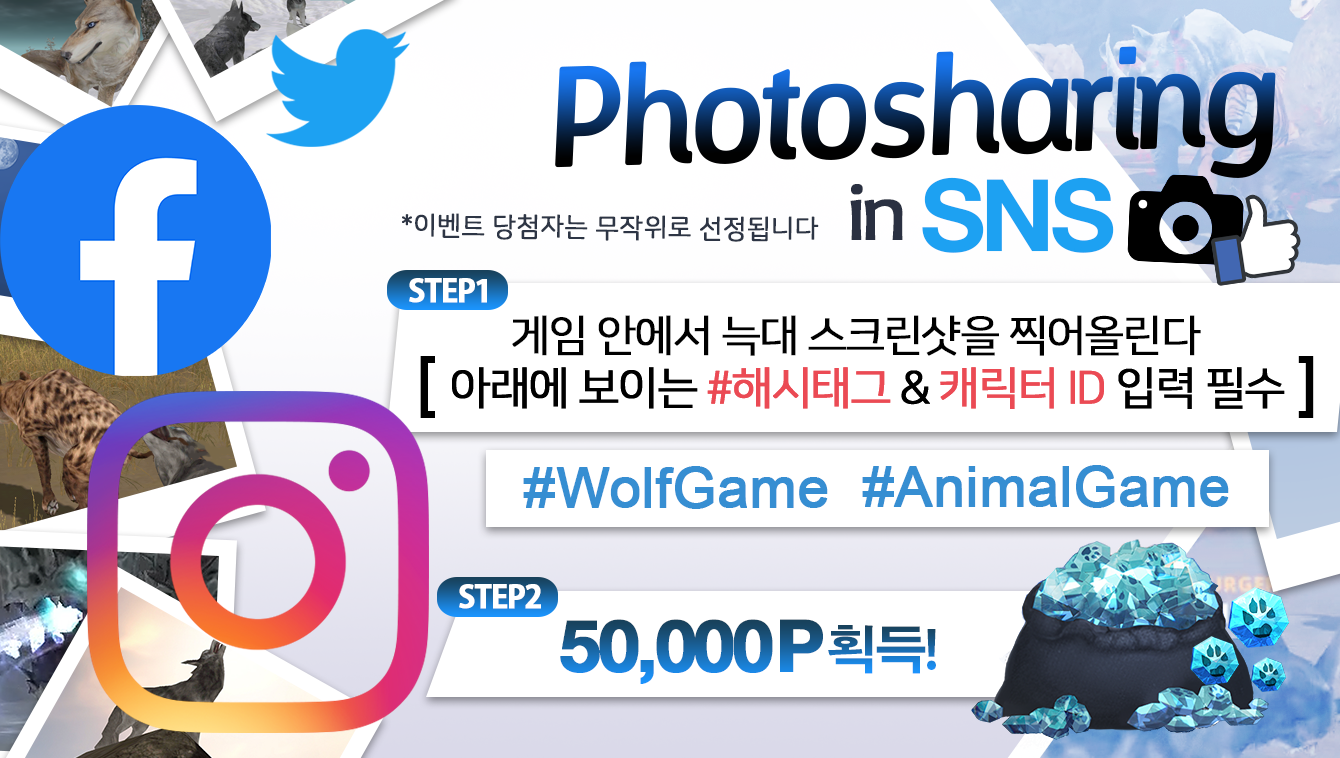 Photosharing
in SNS
*이벤트 당첨자는 무작위로 선정됩니다
STEP1
게임 안에서 늑대 스크린샷을 찍어올린다
[ 아래에 보이는 #해시태그 & 캐릭터 ID 입력 필수 ]
#WolfGame #AnimalGame
STEP2
50,000P 획득!